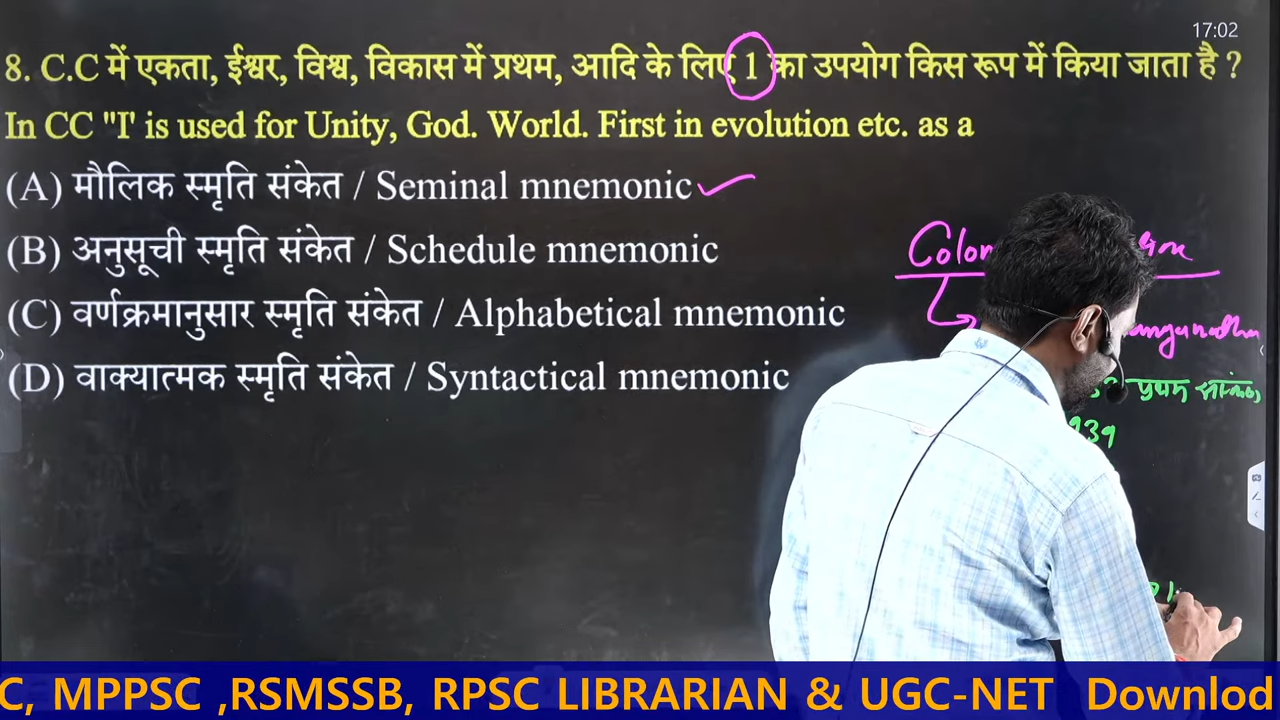 17:02
8. C.C में एकता, ईश्वर, विश्व, विकास में प्रथम, आदि के लिए 1 का उपयोग किस रूप में किया जाता है ?
In CC "I' is used for Unity, God. World. First in evolution etc. as a
(A) मौलिक स्मृति संकेत / Seminal mnemonic
(B) अनुसूची स्मृति संकेत / Schedule mnemonic
(C) वर्णक्रमानुसार स्मृति संकेत / Alphabetical mnemonic
(D) वाक्यात्मक स्मृति संकेत / Syntactical mnemonic
प्रथम
939
C, MPPSC ,RSMSSB, RPSC LIBRARIAN & UGC-NET Downlod